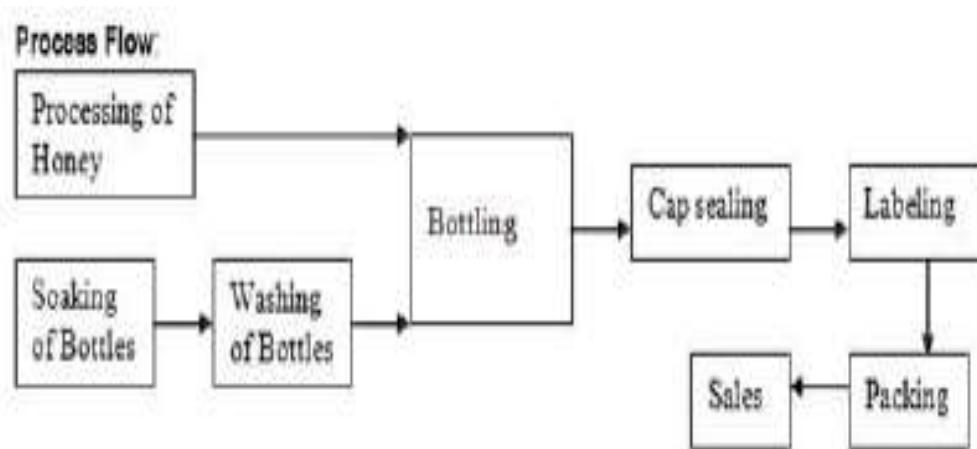 Process Flow:
Processing of
Honey
Bottling
Cap sealing
Labeling
Soaking
of Bottles
Washing
of Bottles
Sales
Packing